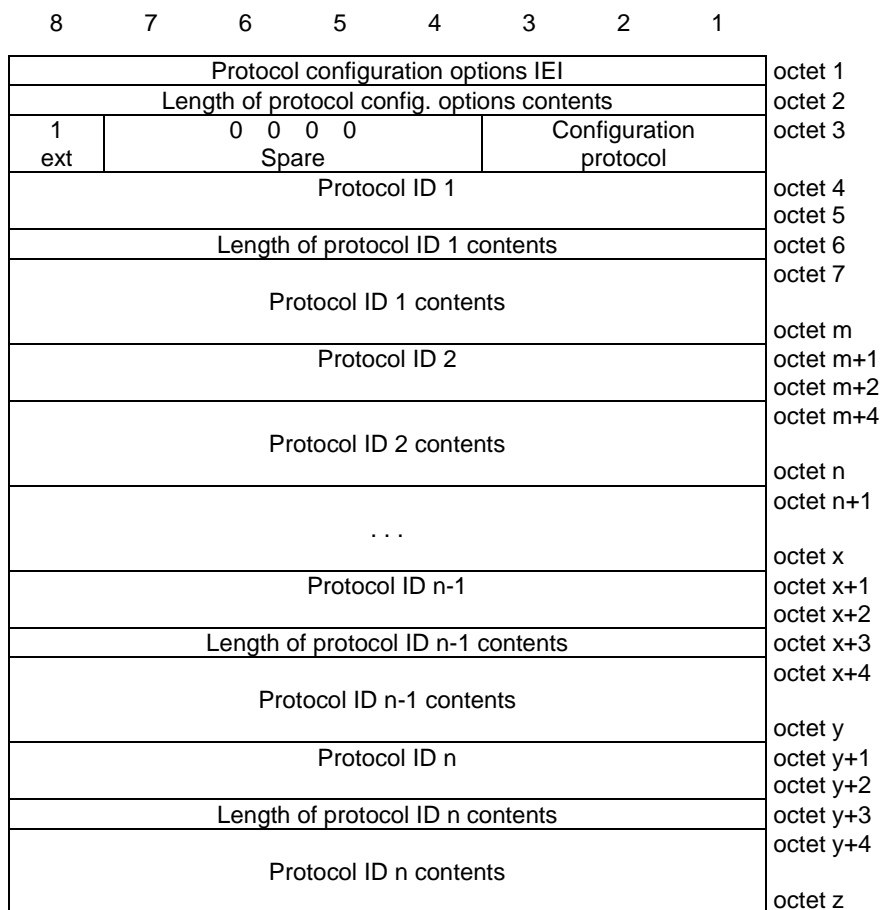 8 7 6 5 4 3 2 1
Protocol configuration options IEI octet 1
Length of protocol config. options contents octet 2
1 0 0 0 0 Configuration octet 3
ext Spare protocol
Protocol ID 1 octet 4
octet 5
Length of protocol ID 1 contents octet 6
octet 7
Protocol ID 1 contents
octet m
Protocol ID 2 octet m+1
octet m+2
octet m+4
Protocol ID 2 contents
octet n
octet n+1
. . .
octet x
Protocol ID n-1 octet x+1
octet x+2
Length of protocol ID n-1 contents octet x+3
octet x+4
Protocol ID n-1 contents
octet y
Protocol ID n octet y+1
octet y+2
Length of protocol ID n contents octet y+3
octet y+4
Protocol ID n contents
octet z